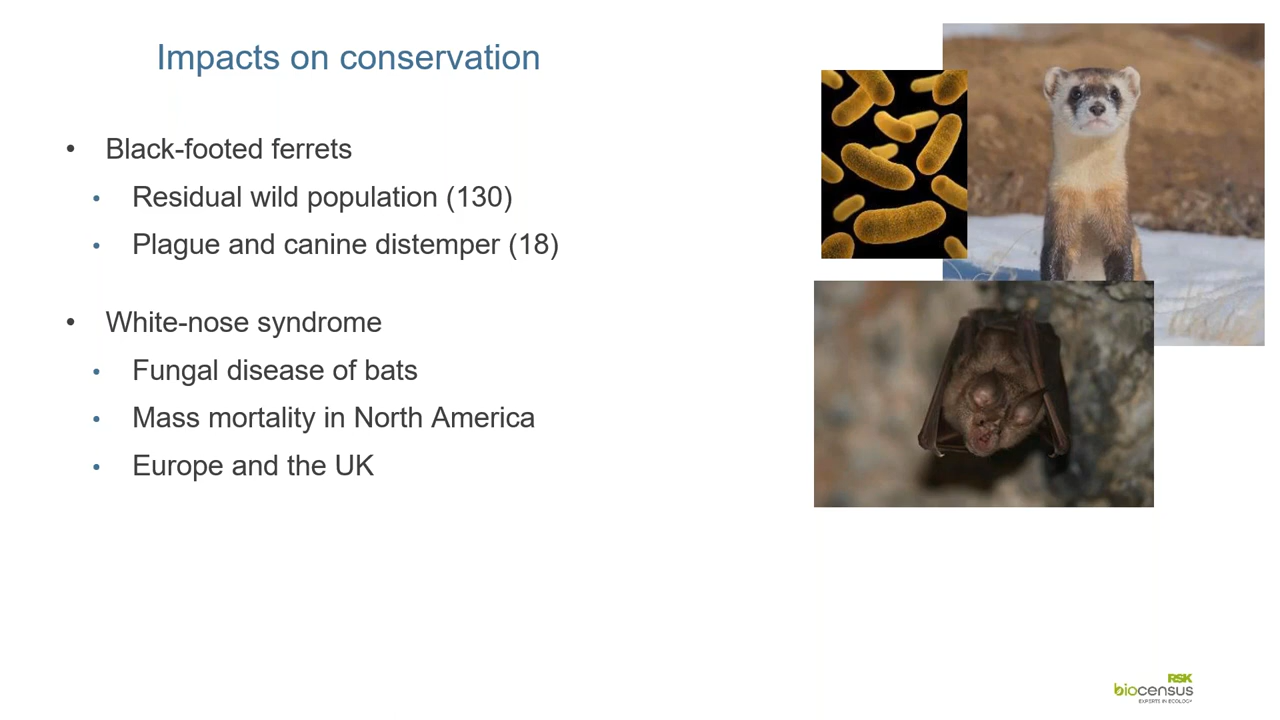 Impacts on conservation
• Black-footed ferrets
• Residual wild population (130)
• Plague and canine distemper (18)
• White-nose syndrome
• Fungal disease of bats
• Mass mortality in North America
• Europe and the UK
RSK
biocensus
EXPERTS IN ECOLOGY